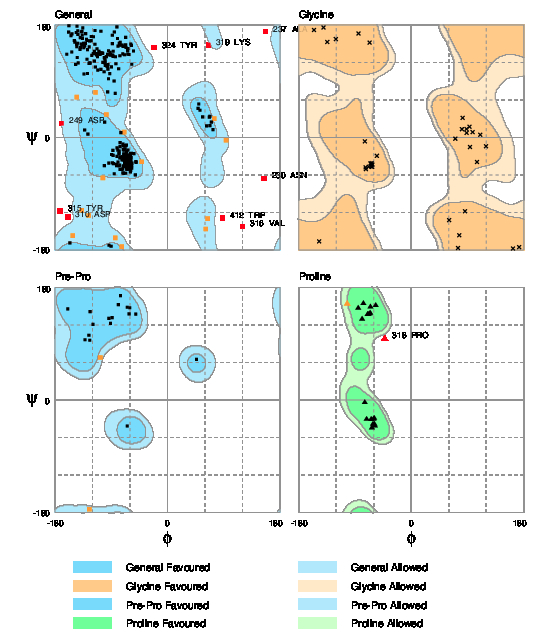 General
Glycine
180
324 TYR
319 LYS
249 ASP
Ψ
0
230 ASN
315 TYR
310 ASP
412 TRP
316 VAL
-180
Pre-Pro
Proline
180
318 PRO
Ψ
0
-180
-180
0
180
-180
0
180
Φ
Φ
General Favoured
General Allowed
Glycine Favoured
Glycine Allowed
Pre-Pro Favoured
Pre-Pro Allowed
Proline Favoured
Proline Allowed